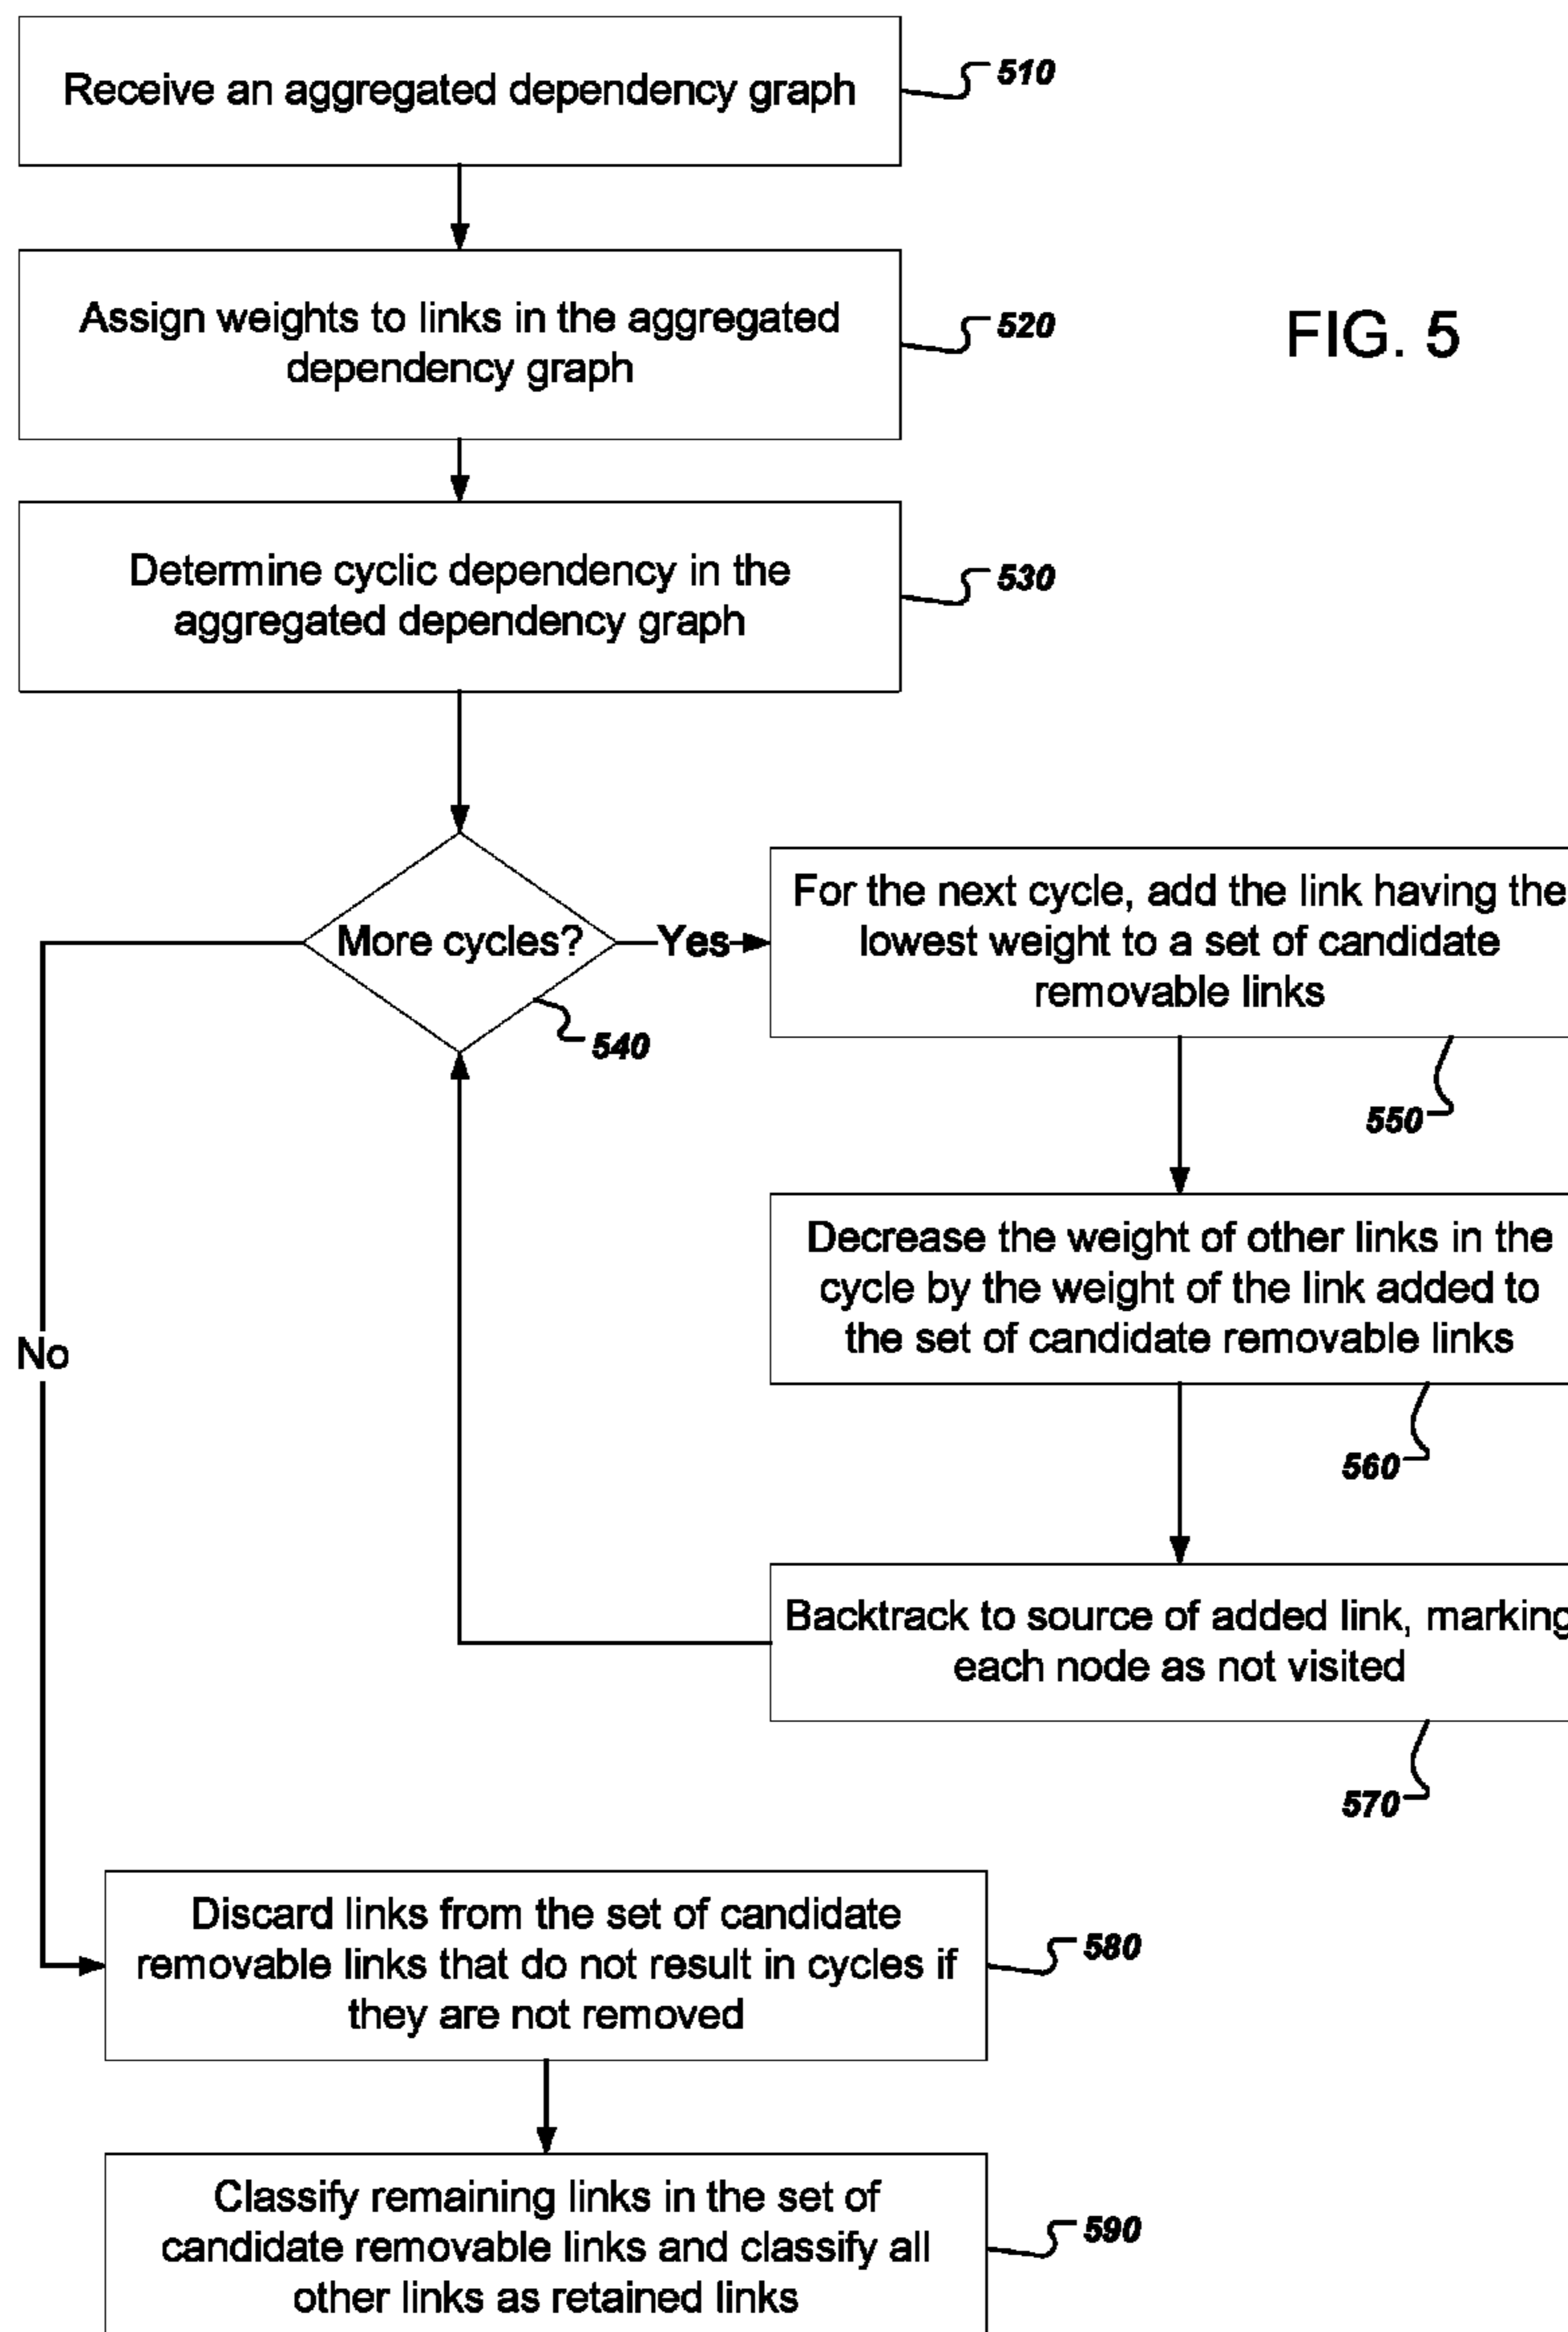 Receive an aggregated dependency graph
510
Assign weights to links in the aggregated
dependency graph
520
FIG. 5
Determine cyclic dependency in the
aggregated dependency graph
530
More cycles?
Yes
540
For the next cycle, add the link having the
lowest weight to a set of candidate
removable links
550
Decrease the weight of other links in the
cycle by the weight of the link added to
the set of candidate removable links
560
No
Backtrack to source of added link, marking
each node as not visited
570
Discard links from the set of candidate
removable links that do not result in cycles if
they are not removed
580
Classify remaining links in the set of
candidate removable links and classify all
other links as retained links
590